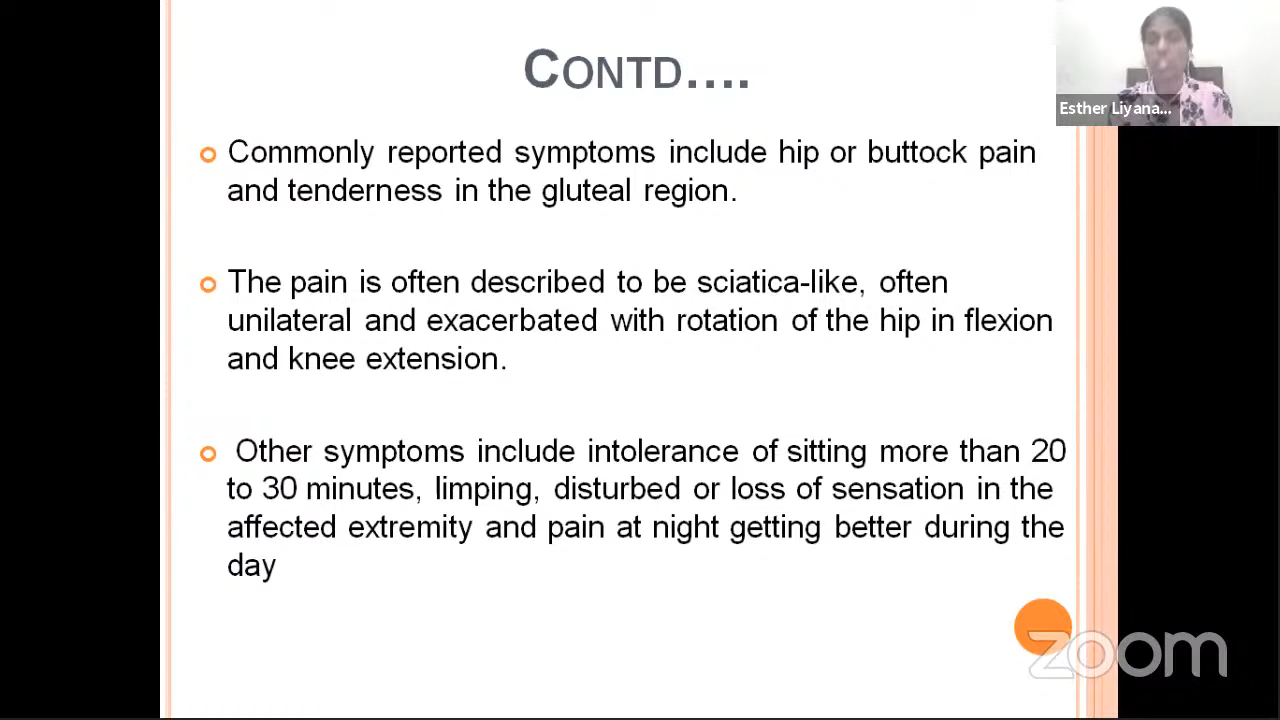 CONTD....
Esther Liyana...
Commonly reported symptoms include hip or buttock pain
and tenderness in the gluteal region.
The pain is often described to be sciatica-like, often
unilateral and exacerbated with rotation of the hip in flexion
and knee extension.
Other symptoms include intolerance of sitting more than 20
to 30 minutes, limping, disturbed or loss of sensation in the
affected extremity and pain at night getting better during the
day
zoom